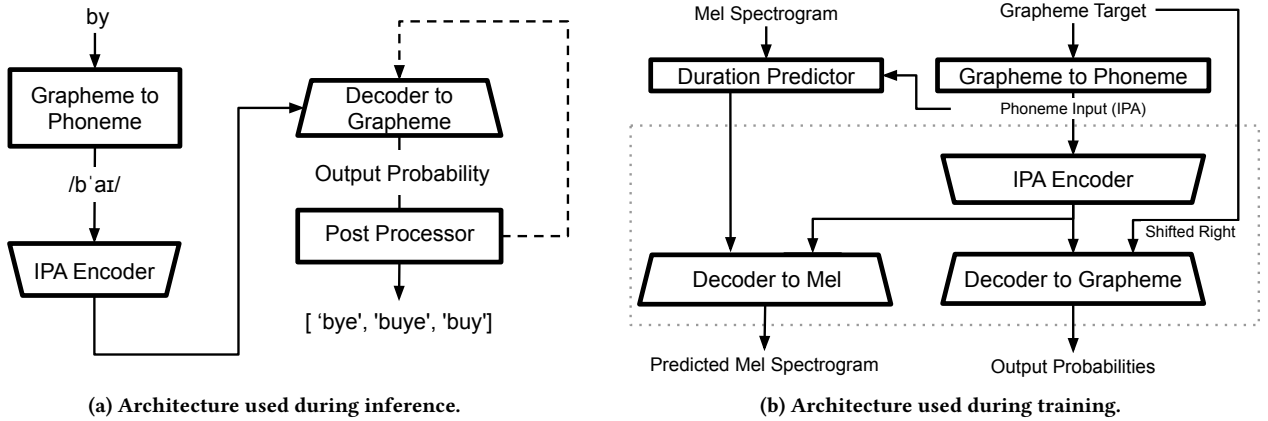 by
Grapheme to
Phoneme
/bˈaɪ/
IPA Encoder
Decoder to
Grapheme
Output Probability
Post Processor
[ ‘bye', 'buye', 'buy']
(a) Architecture used during inference.
Mel Spectrogram
Grapheme Target
Duration Predictor
Grapheme to Phoneme
Phoneme Input (IPA)
IPA Encoder
Shifted Right
Decoder to Mel
Decoder to Grapheme
Predicted Mel Spectrogram
Output Probabilities
(b) Architecture used during training.